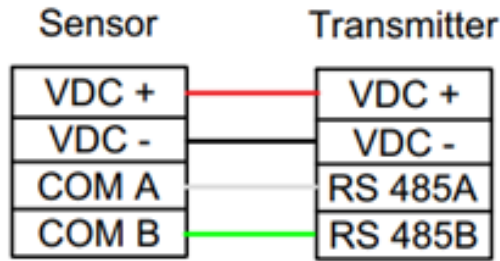 Sensor Transmitter
VDC + VDC +
VDC - VDC -
COM A RS 485A
COM B RS 485B